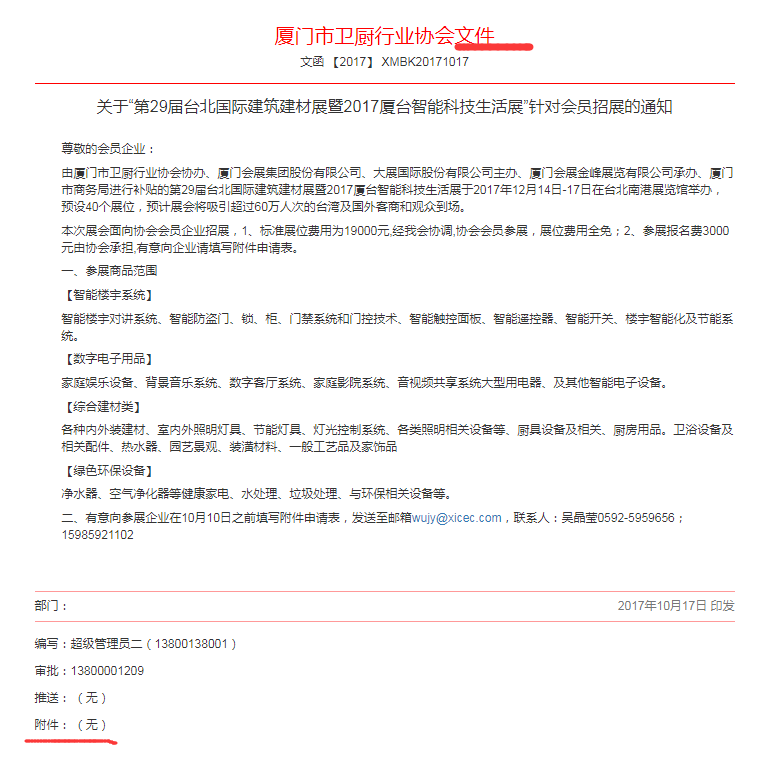 厦门市卫厨行业协会文件
文函 【2017】 XMBK20171017
关于“第29届台北国际建筑建材展暨2017厦台智能科技生活展”针对会员招展的通知
尊敬的会员企业：
由厦门市卫厨行业协会协办、厦门会展集团股份有限公司、大展国际股份有限公司主办、厦门会展金峰展览有限公司承办、厦门
市商务局进行补贴的第29届台北国际建筑建材展暨2017厦台智能科技生活展于2017年12月14日-17日在台北南港展览馆举办，
预设40个展位，预计展会将吸引超过60万人次的台湾及国外客商和观众到场。
本次展会面向协会会员企业招展，1、标准展位费用为19000元,经我会协调,协会会员参展，展位费用全免；2、参展报名费3000
元由协会承担,有意向企业请填写附件申请表。
一、参展商品范围
【智能楼宇系统】
智能楼宇对讲系统、智能防盗门、锁、柜、门禁系统和门控技术、智能触控面板、智能遥控器、智能开关、楼宇智能化及节能系
统。
【数字电子用品】
家庭娱乐设备、背景音乐系统、数字客厅系统、家庭影院系统、音视频共享系统大型用电器、及其他智能电子设备。
【综合建材类】
各种内外装建材、室内外照明灯具、节能灯具、灯光控制系统、各类照明相关设备等、厨具设备及相关、厨房用品。卫浴设备及
相关配件、热水器、园艺景观、装潢材料、一般工艺品及家饰品
【绿色环保设备】
净水器、空气净化器等健康家电、水处理、垃圾处理、与环保相关设备等。
二、有意向参展企业在10月10日之前填写附件申请表，发送至邮箱wujy@xicec.com，联系人：吴晶莹0592-5959656；
15985921102
部门：
2017年10月17日 印发
编写：超级管理员二（13800138001）
审批：13800001209
推送：（无）
附件：（无）